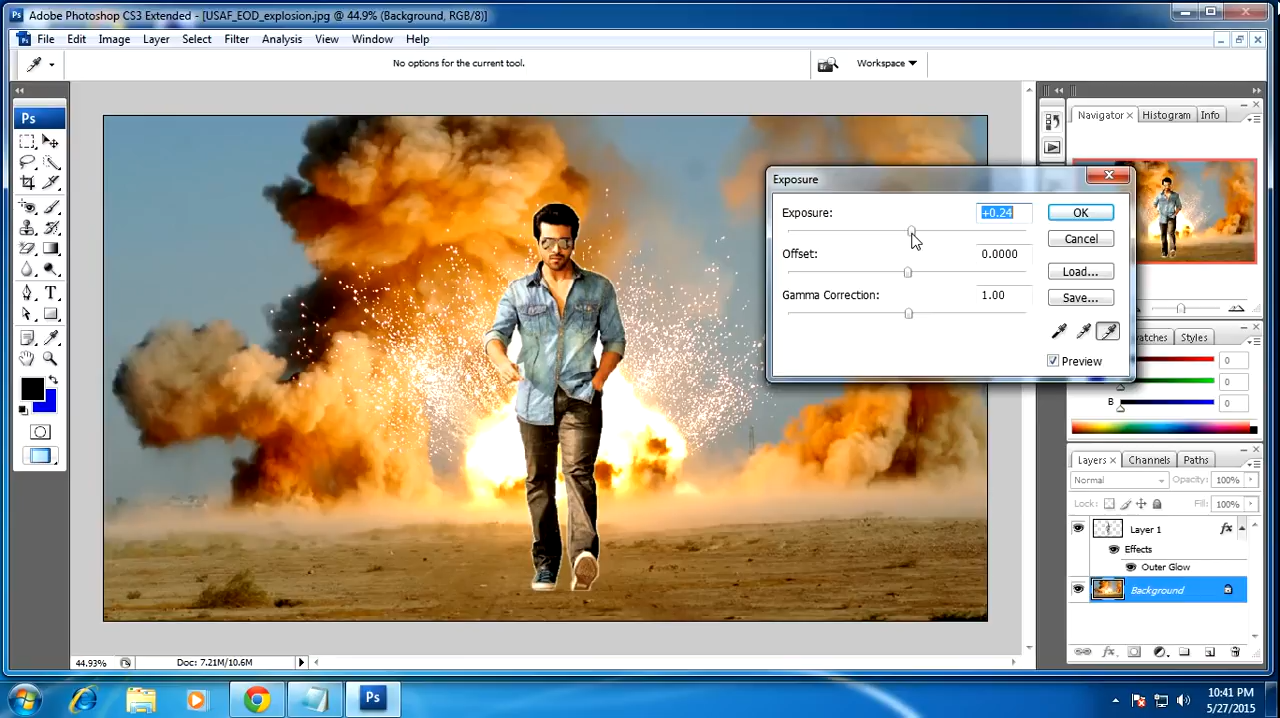 Adobe Photoshop CS3 Extended - [USAF_EOD_explosion.jpg @ 44.9% (Background, RGB/8)]
File Edit Image Layer Select Filter Analysis View Window Help
No options for the current tool.
Workspace
Ps
Navigator Histogram Info
Exposure
Exposure: +0.24
OK
Cancel
Offset: 0.0000
Load...
Gamma Correction: 1.00
Save...
Preview
Styles
0
0
B 0
Layers Channels Paths
Normal Opacity: 100%
Lock: Fill: 100%
Layer 1 fx
Effects
Outer Glow
Background
44.93% Doc: 7.21M/10.6M
Ps
10:41 PM
5/27/2015